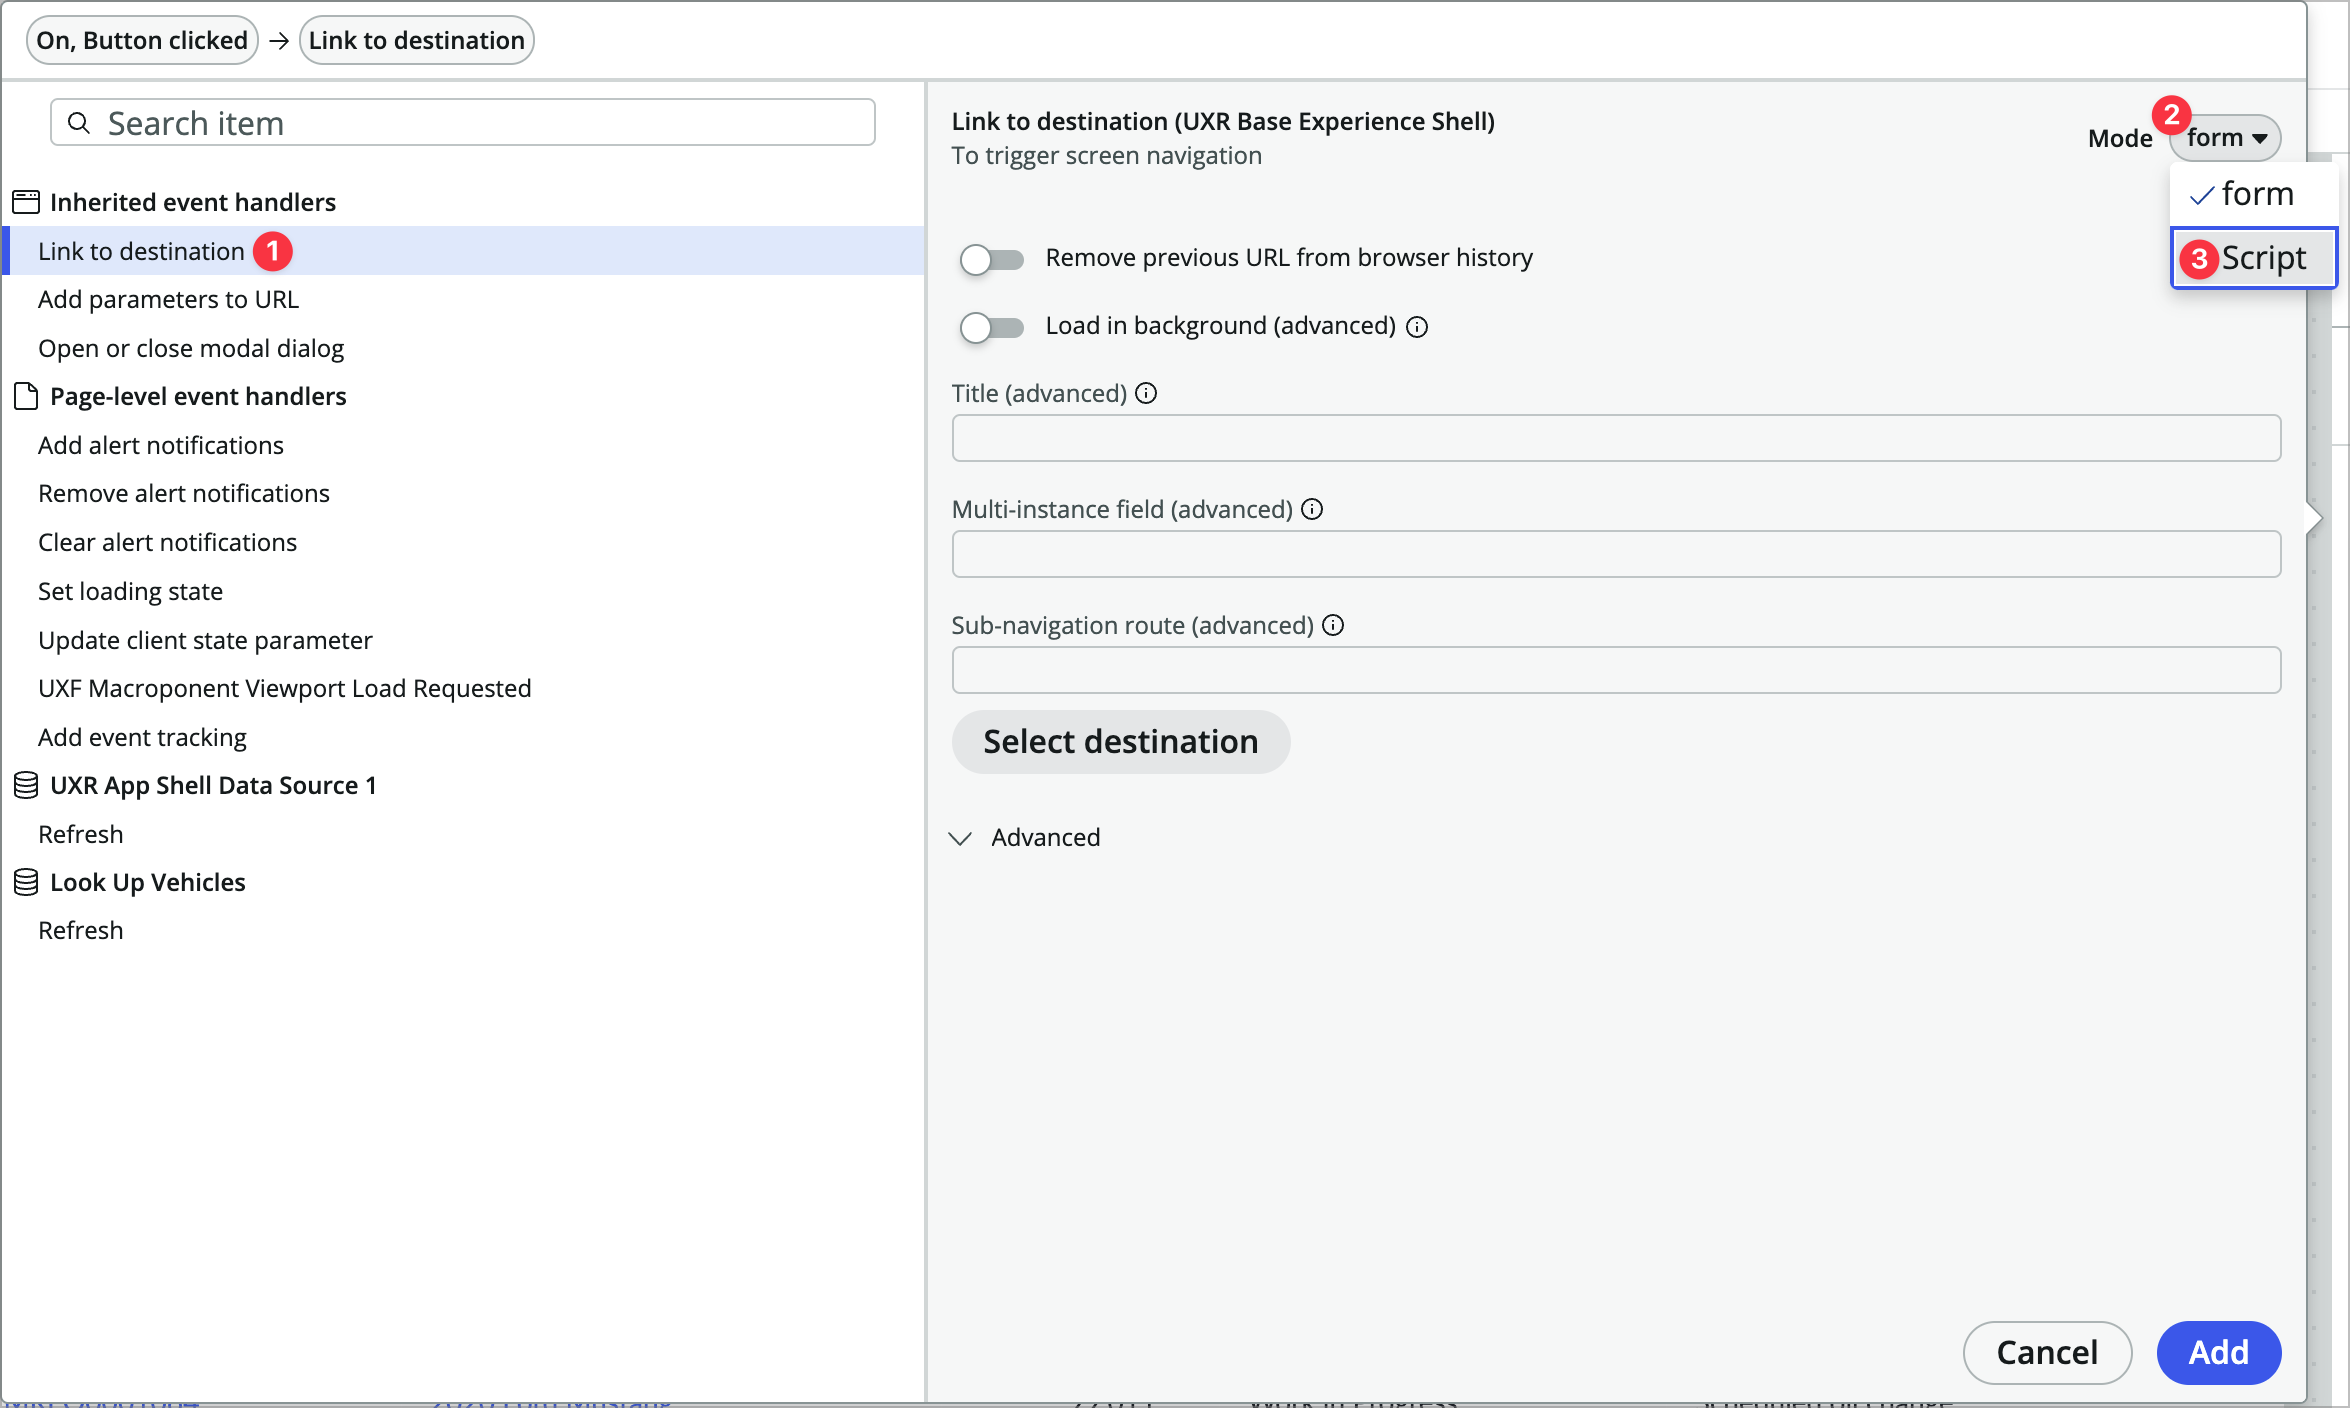 On, Button clicked → Link to destination
Search item
Inherited event handlers
Link to destination 1
Add parameters to URL
Open or close modal dialog
Page-level event handlers
Add alert notifications
Remove alert notifications
Clear alert notifications
Set loading state
Update client state parameter
UXF Macroponent Viewport Load Requested
Add event tracking
UXR App Shell Data Source 1
Refresh
Look Up Vehicles
Refresh
Link to destination (UXR Base Experience Shell)
To trigger screen navigation
Mode 2 form
form
3 Script
Remove previous URL from browser history
Load in background (advanced)
Title (advanced)
Multi-instance field (advanced)
Sub-navigation route (advanced)
Select destination
Advanced
Cancel Add